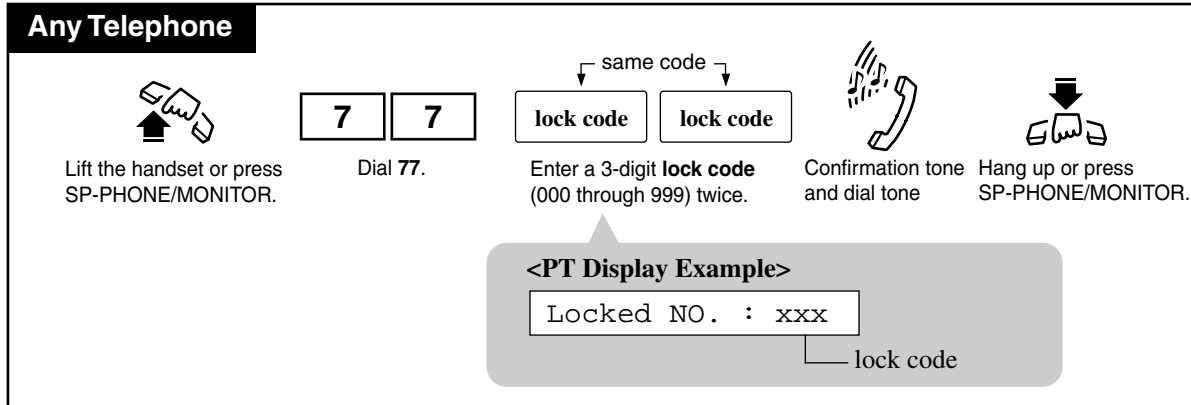 Any Telephone
same code
7 7
lock code lock code
Lift the handset or press
SP-PHONE/MONITOR.
Dial 77.
Enter a 3-digit lock code
(000 through 999) twice.
Confirmation tone
and dial tone
Hang up or press
SP-PHONE/MONITOR.
<PT Display Example>
Locked NO. : xxx
lock code